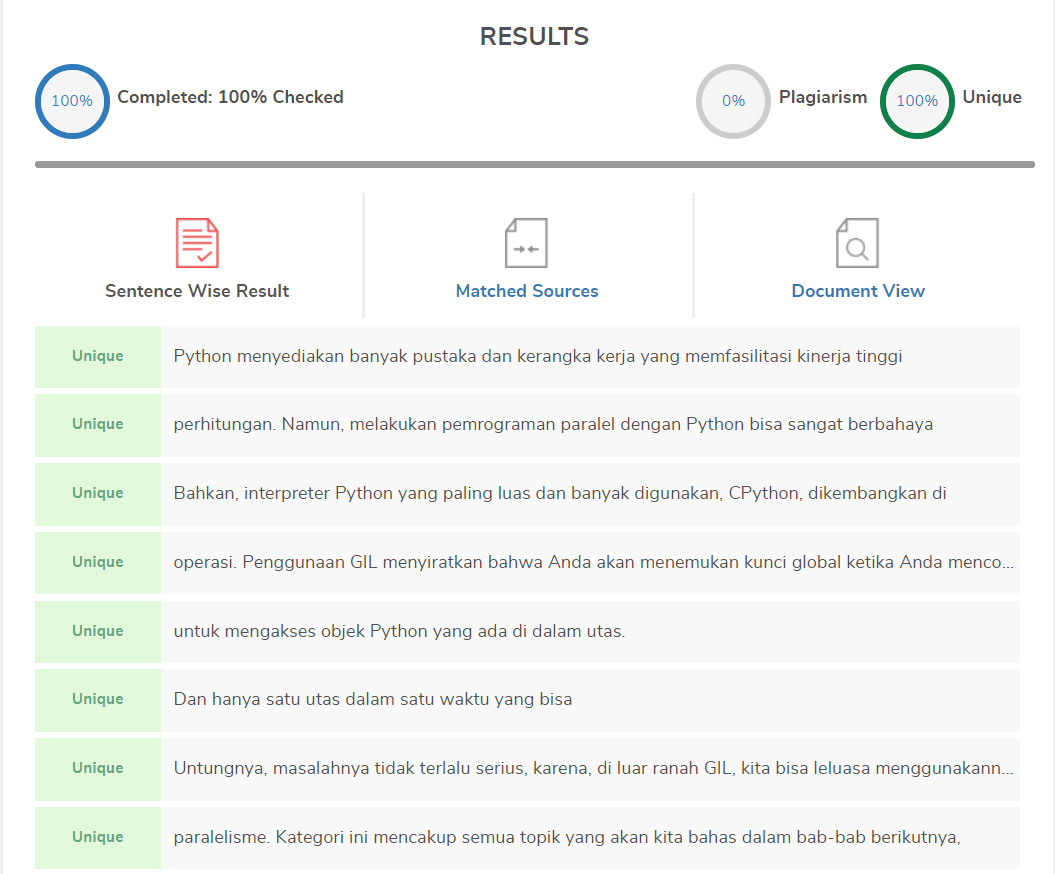 RESULTS
100% Completed: 100% Checked 0% Plagiarism 100% Unique
Sentence Wise Result Matched Sources Document View
Unique Python menyediakan banyak pustaka dan kerangka kerja yang memfasilitasi kinerja tinggi
Unique perhitungan. Namun, melakukan pemrograman paralel dengan Python bisa sangat berbahaya
Unique Bahkan, interpreter Python yang paling luas dan banyak digunakan, CPython, dikembangkan di
Unique operasi. Penggunaan GIL menyiratkan bahwa Anda akan menemukan kunci global ketika Anda menco...
Unique untuk mengakses objek Python yang ada di dalam utas.
Unique Dan hanya satu utas dalam satu waktu yang bisa
Unique Untungnya, masalahnya tidak terlalu serius, karena, di luar ranah GIL, kita bisa leluasa menggunakann...
Unique paralelisme. Kategori ini mencakup semua topik yang akan kita bahas dalam bab-bab berikutnya,